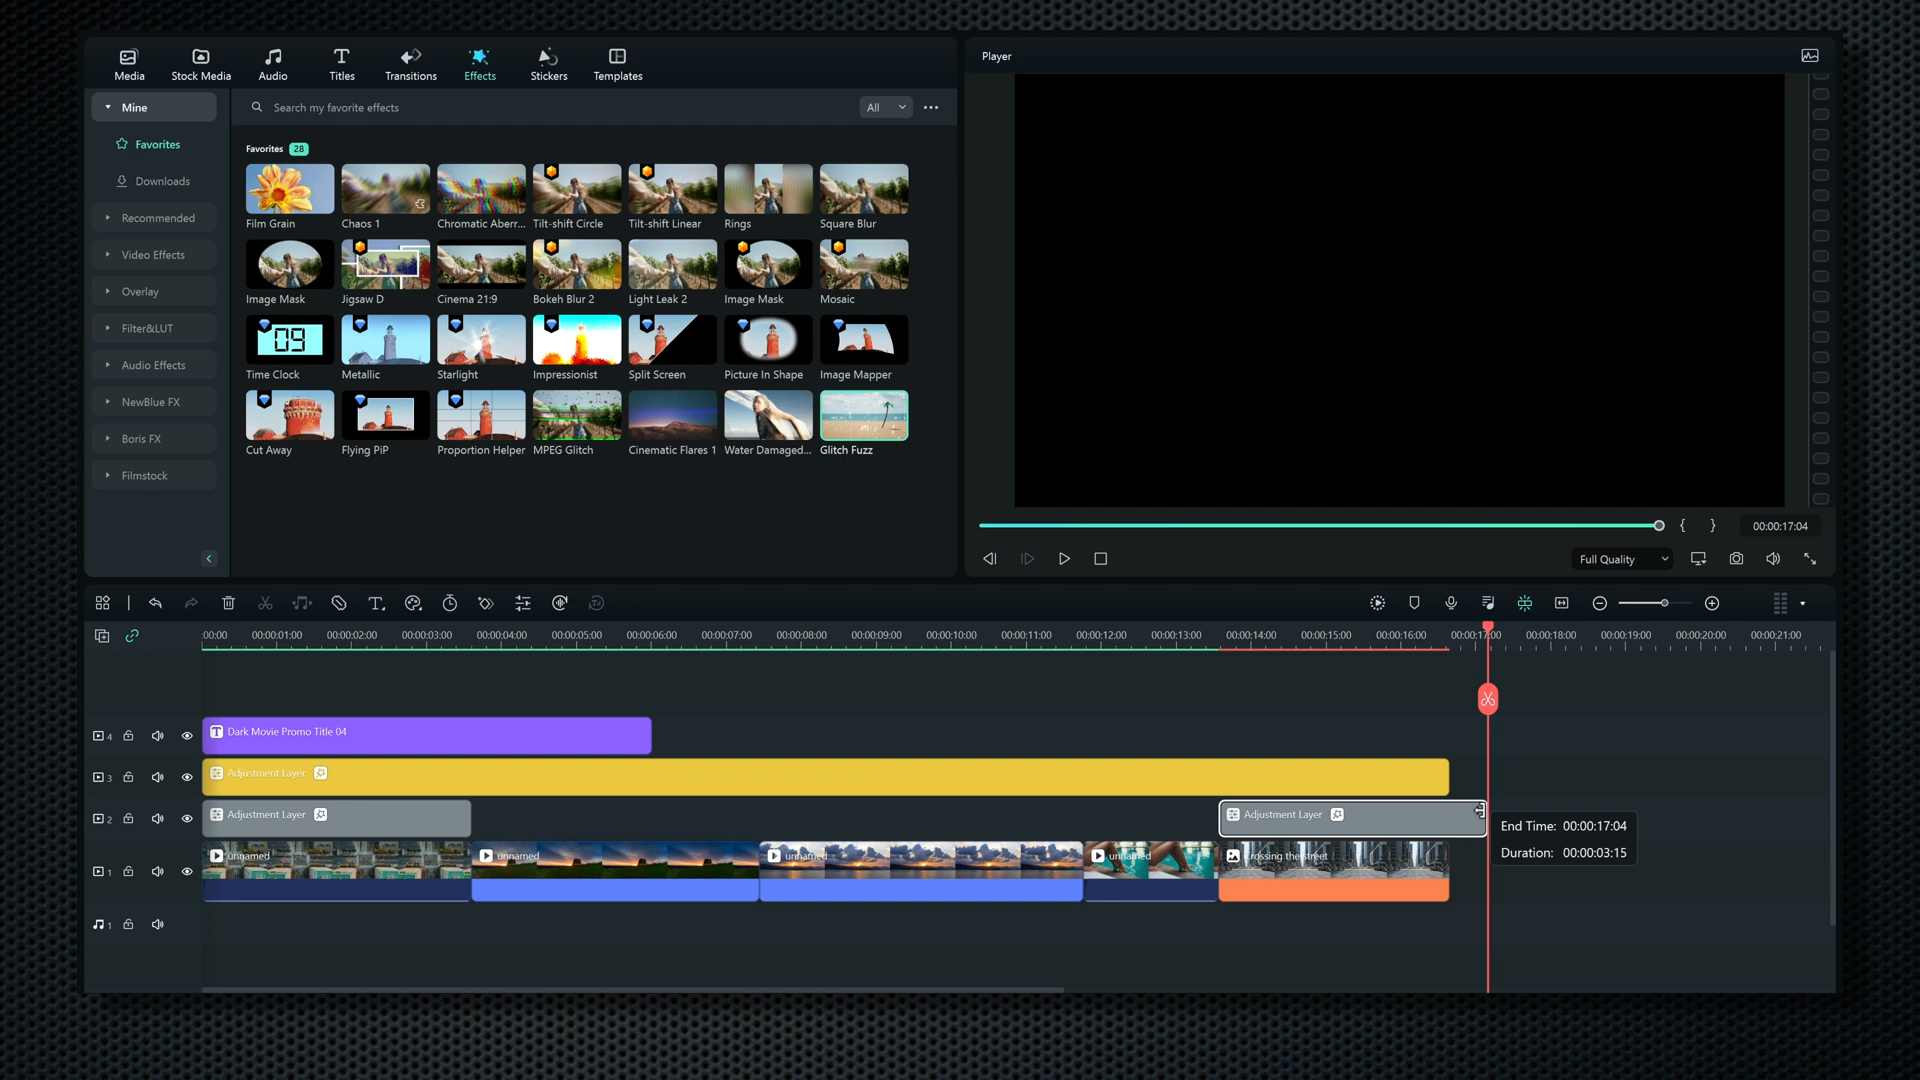 Media
Stock Media
Audio
Titles
Transitions
Effects
Stickers
Templates
Player
Mine
Search my favorite effects
All
Favorites
Downloads
Recommended
Video Effects
Overlay
Filter&LUT
Audio Effects
NewBlue FX
Boris FX
Filmstock
Favorites 28
Film Grain
Chaos 1
Chromatic Aberr...
Tilt-shift Circle
Tilt-shift Linear
Rings
Square Blur
Image Mask
Jigsaw D
Cinema 21:9
Bokeh Blur 2
Light Leak 2
Image Mask
Mosaic
09
Time Clock
Metallic
Starlight
Impressionist
Split Screen
Picture In Shape
Image Mapper
Cut Away
Flying PiP
Proportion Helper
MPEG Glitch
Cinematic Flares 1
Water Damaged...
Glitch Fuzz
{ } 00:00:17:04
Full Quality
:00:00 00:00:01:00 00:00:02:00 00:00:03:00 00:00:04:00 00:00:05:00 00:00:06:00 00:00:07:00 00:00:08:00 00:00:09:00 00:00:10:00 00:00:11:00 00:00:12:00 00:00:13:00 00:00:14:00 00:00:15:00 00:00:16:00 00:00:17:00 00:00:18:00 00:00:19:00 00:00:20:00 00:00:21:00
4
T Dark Movie Promo Title 04
3
Adjustment Layer
2
Adjustment Layer
Adjustment Layer
End Time: 00:00:17:04
Duration: 00:00:03:15
1
unnamed
unnamed
unnamed
unnamed
Crossing the street
1